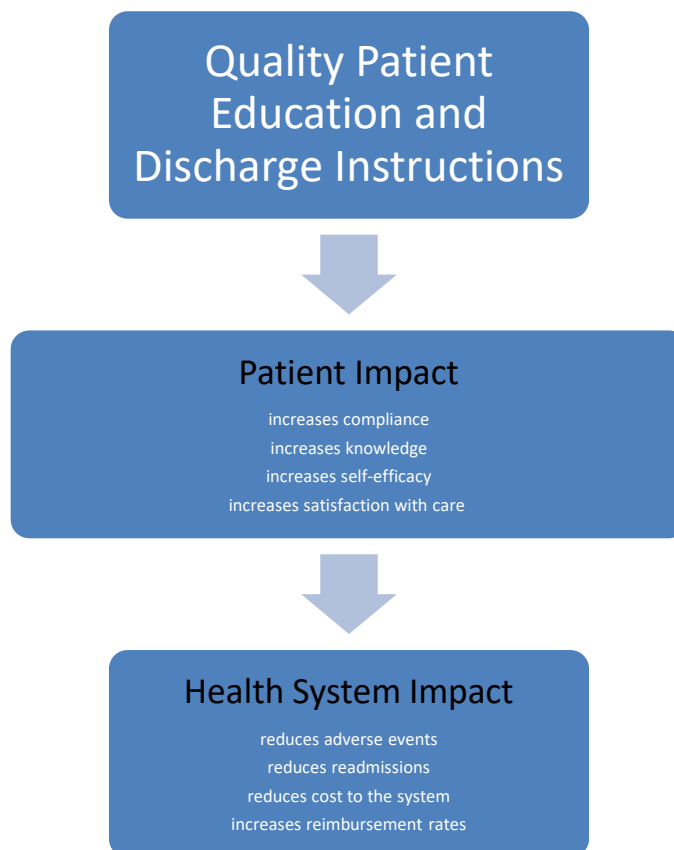 Quality Patient
Education and
Discharge Instructions
Patient Impact
increases compliance
increases knowledge
increases self-efficacy
increases satisfaction with care
Health System Impact
reduces adverse events
reduces readmissions
reduces cost to the system
increases reimbursement rates